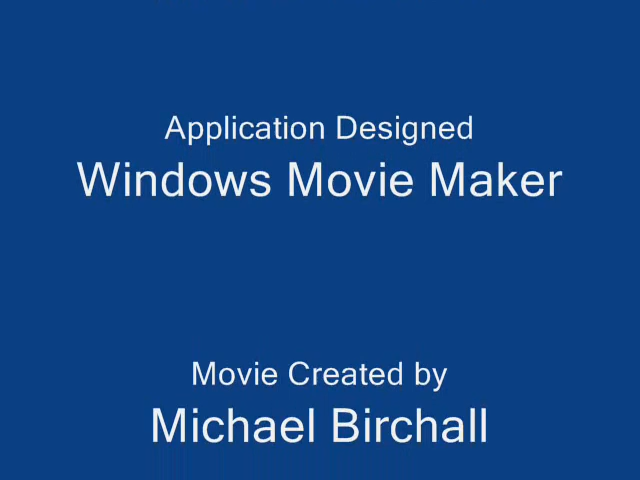 Application Designed
Windows Movie Maker
Movie Created by
Michael Birchall